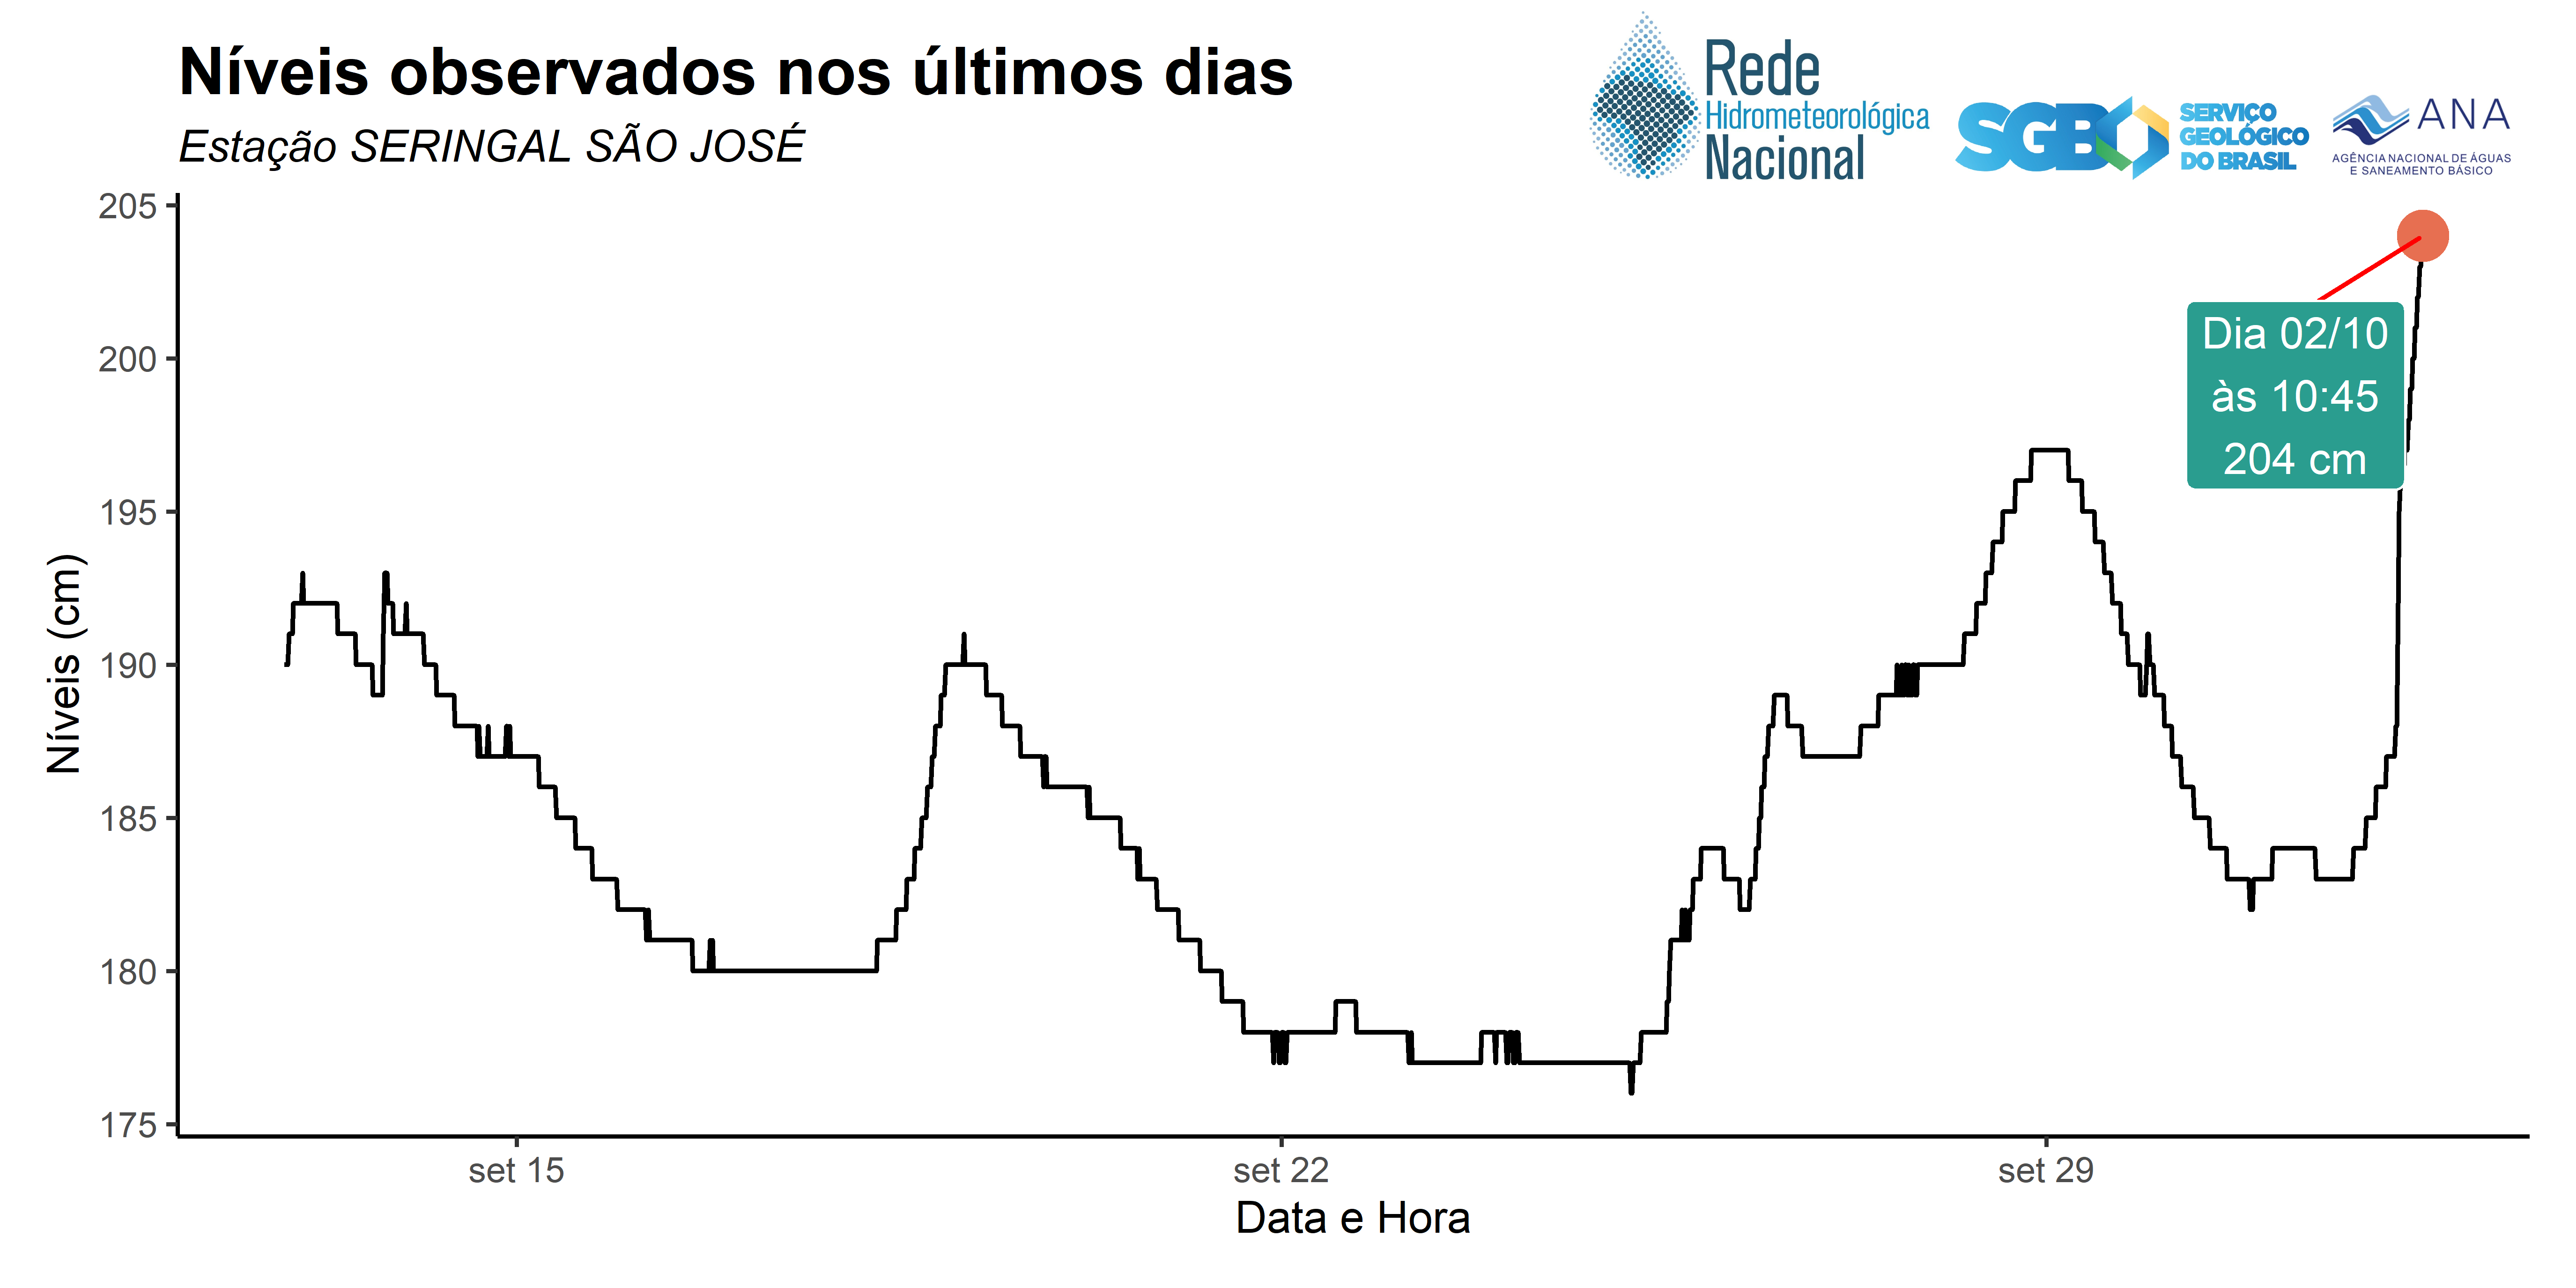 Níveis observados nos últimos dias
Estação SERINGAL SÃO JOSÉ
Rede
Hidrometeorológica
Nacional
SGB
SERVIÇO
GEOLÓGICO
DO BRASIL
ANA
AGÊNCIA NACIONAL DE ÁGUAS
E SANEAMENTO BÁSICO
Níveis (cm)
205
200
195
190
185
180
175
Dia 02/10
às 10:45
204 cm
set 15
set 22
set 29
Data e Hora